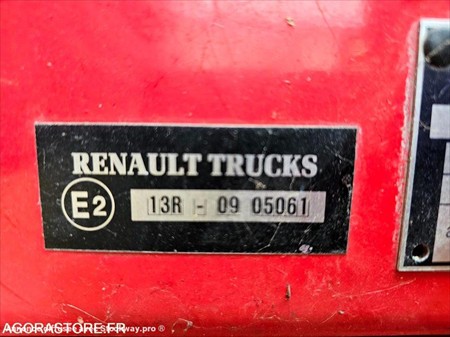 RENAULT TRUCKS
E2
13R - 09 05061
AGORASTORE.FR